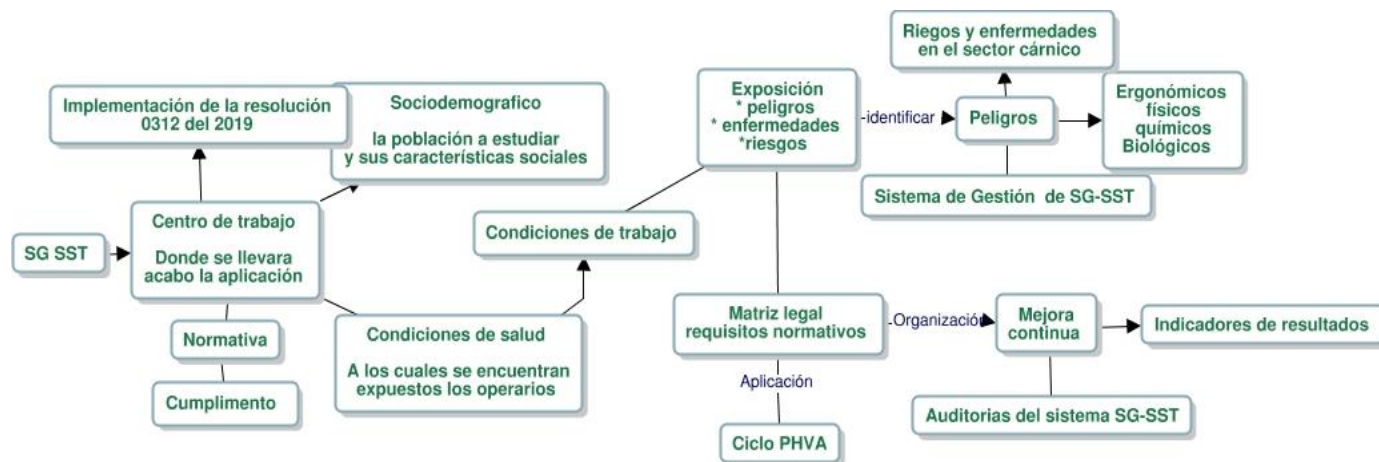 Implementación de la resolución
0312 del 2019
Sociodemografico
la población a estudiar
y sus características sociales
SG SST
Centro de trabajo
Donde se llevara
acabo la aplicación
Normativa
Cumplimento
Condiciones de salud
A los cuales se encuentran
expuestos los operarios
Condiciones de trabajo
Exposición
* peligros
* enfermedades
*riesgos
identificar
Peligros
Riegos y enfermedades
en el sector cárnico
Ergonómicos
físicos
químicos
Biológicos
Sistema de Gestión de SG-SST
Matriz legal
requisitos normativos
Aplicación
Ciclo PHVA
Organización
Mejora
continua
Indicadores de resultados
Auditorias del sistema SG-SST